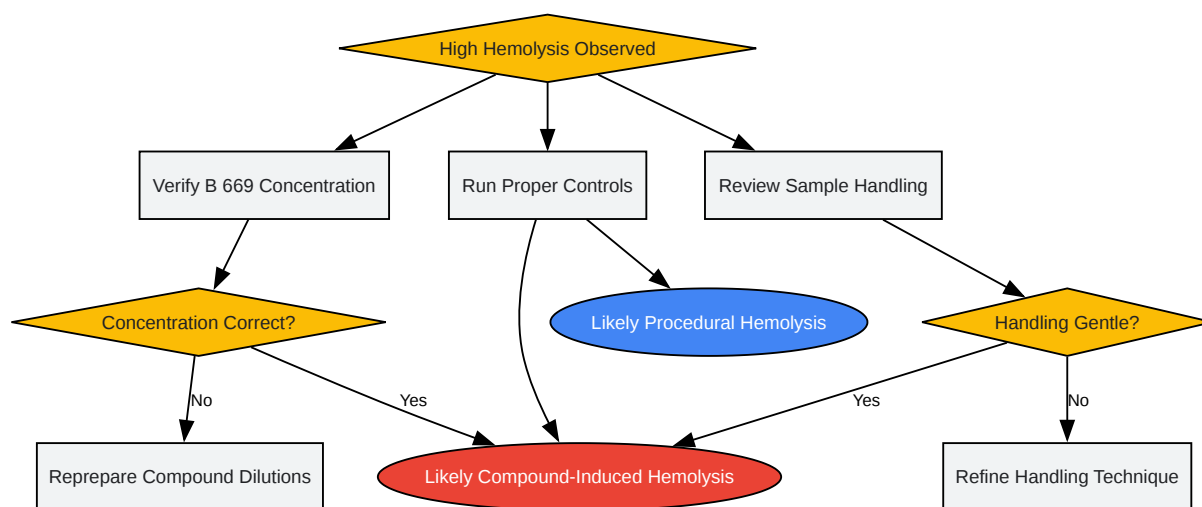 High Hemolysis Observed
Verify B 669 Concentration
Run Proper Controls
Review Sample Handling
Concentration Correct?
Likely Procedural Hemolysis
Handling Gentle?
No
Yes
Yes
No
Reprepare Compound Dilutions
Likely Compound-Induced Hemolysis
Refine Handling Technique